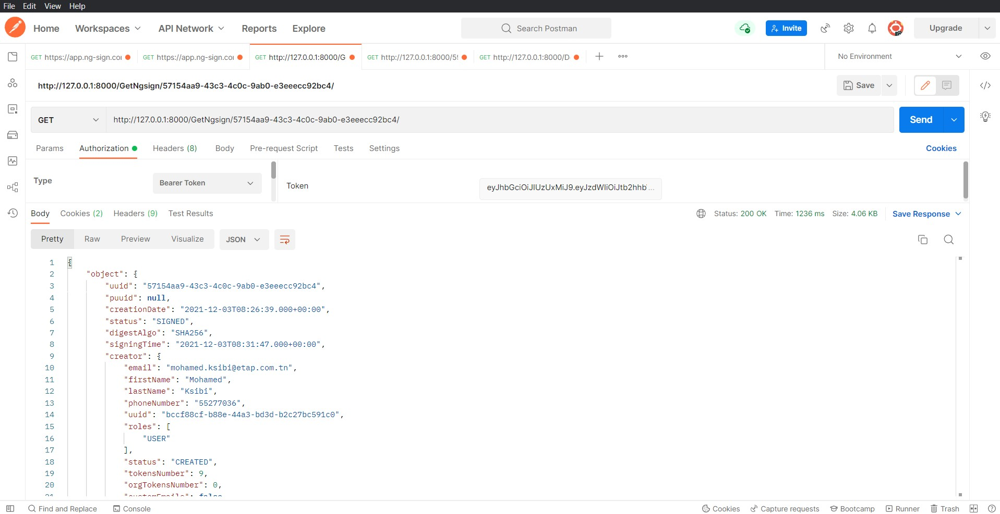 File Edit View Help
Home Workspaces API Network Reports Explore Search Postman Invite Upgrade
GET https://app.ng-sign.co GET https://app.ng-sign.co GET http://127.0.0.1:8000/G GET http://127.0.0.1:8000/5 GET http://127.0.0.1:8000/D No Environment
http://127.0.0.1:8000/GetNgsign/57154aa9-43c3-4c0c-9ab0-e3eeecc92bc4/ Save
GET http://127.0.0.1:8000/GetNgsign/57154aa9-43c3-4c0c-9ab0-e3eeecc92bc4/ Send
Params Authorization Headers (8) Body Pre-request Script Tests Settings Cookies
Type Bearer Token Token eyJhbGciOiJIUzUxMiJ9.eyJzdWIiOiJtb2hhb...
Body Cookies (2) Headers (9) Test Results Status: 200 OK Time: 1236 ms Size: 4.06 KB Save Response
Pretty Raw Preview Visualize JSON
1 {
2 "object": {
3 "uuid": "57154aa9-43c3-4c0c-9ab0-e3eeecc92bc4",
4 "puuid": null,
5 "creationDate": "2021-12-03T08:26:39.000+00:00",
6 "status": "SIGNED",
7 "digestAlgo": "SHA256",
8 "signingTime": "2021-12-03T08:31:47.000+00:00",
9 "creator": {
10 "email": "mohamed.ksibi@etap.com.tn",
11 "firstName": "Mohamed",
12 "lastName": "Ksibi",
13 "phoneNumber": "55277036",
14 "uuid": "bccf88cf-b88e-44a3-bd3d-b2c27bc591c0",
15 "roles": [
16 "USER"
17 ],
18 "status": "CREATED",
19 "tokensNumber": 9,
20 "orgTokensNumber": 0,
Find and Replace Console Cookies Capture requests Bootcamp Runner Trash